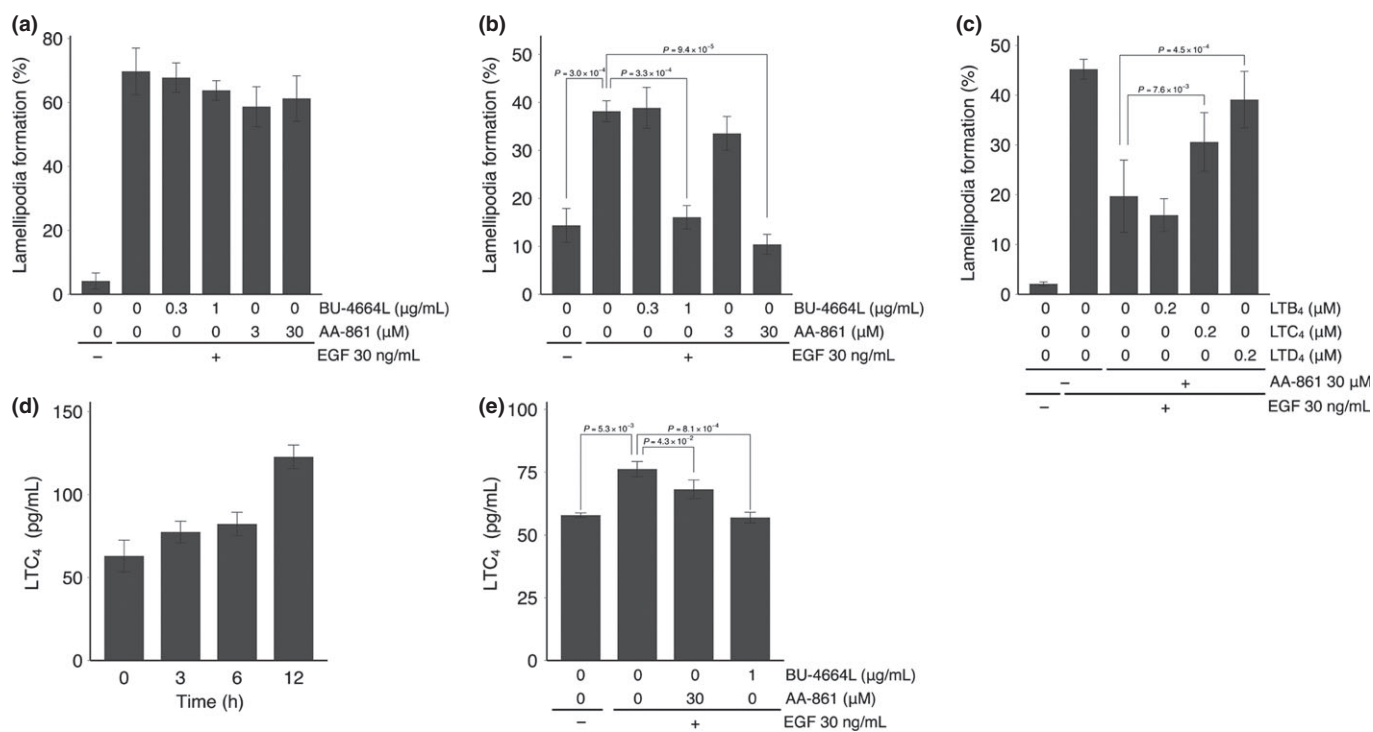 (a)
80
60
40
20
0
Lamellipodia formation (%)
0 0 0.3 1 0 0 BU-4664L (µg/mL)
0 0 0 0 3 30 AA-861 (µM)
– + EGF 30 ng/mL
(b)
50
40
30
20
10
0
Lamellipodia formation (%)
P = 9.4 × 10⁻⁵
P = 3.0 × 10⁻⁴
P = 3.3 × 10⁻⁴
0 0 0.3 1 0 0 BU-4664L (µg/mL)
0 0 0 0 3 30 AA-861 (µM)
– + EGF 30 ng/mL
(c)
50
40
30
20
10
0
Lamellipodia formation (%)
P = 4.5 × 10⁻⁴
P = 7.6 × 10⁻³
0 0 0 0.2 0 0 LTB₄ (µM)
0 0 0 0 0.2 0 LTC₄ (µM)
0 0 0 0 0 0.2 LTD₄ (µM)
– + AA-861 30 µM
– + EGF 30 ng/mL
(d)
150
100
50
0
LTC₄ (pg/mL)
0 3 6 12
Time (h)
(e)
100
75
50
25
0
LTC₄ (pg/mL)
P = 5.3 × 10⁻³
P = 8.1 × 10⁻⁴
P = 4.3 × 10⁻²
0 0 0 1 BU-4664L (µg/mL)
0 0 30 0 AA-861 (µM)
– + EGF 30 ng/mL